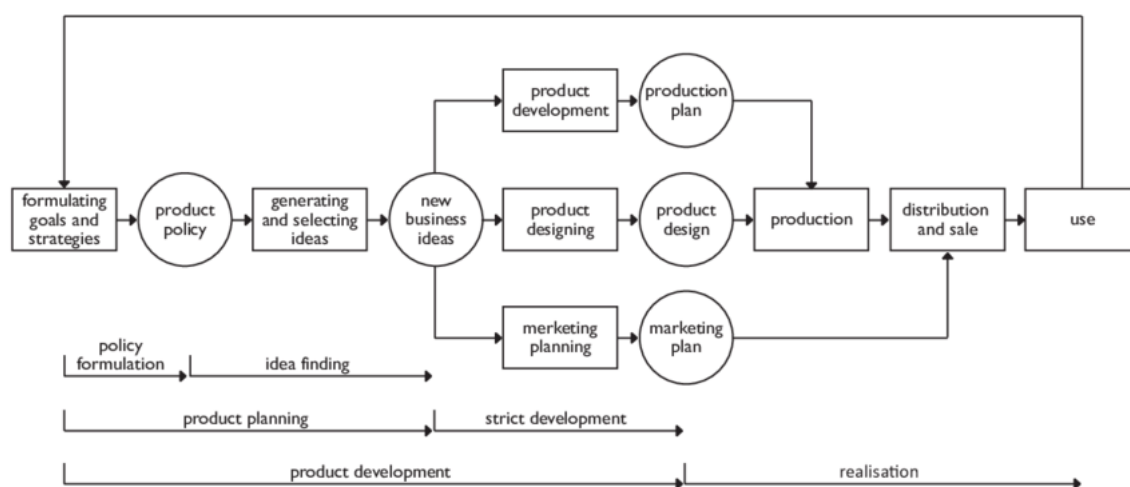 product
development
production
plan
formulating
goals and
strategies
product
policy
generating
and selecting
ideas
new
business
ideas
product
designing
product
design
production
distribution
and sale
use
merketing
planning
marketing
plan
policy
formulation
idea finding
product planning
strict development
product development
realisation